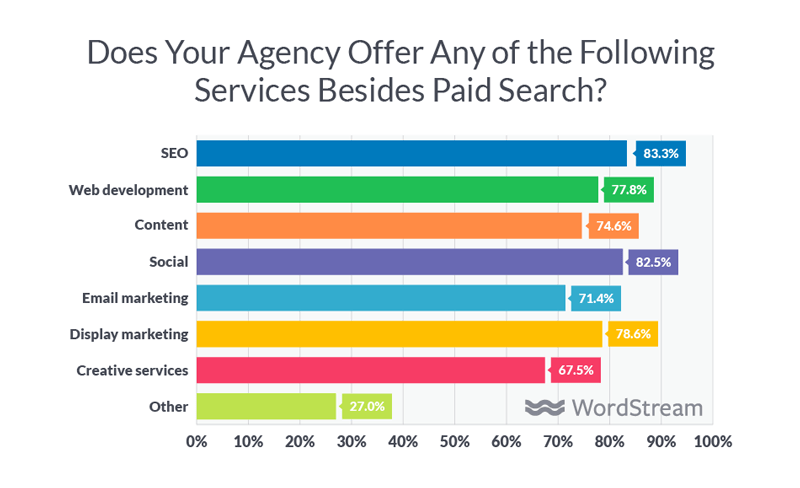 Does Your Agency Offer Any of the Following
Services Besides Paid Search?
SEO 83.3%
Web development 77.8%
Content 74.6%
Social 82.5%
Email marketing 71.4%
Display marketing 78.6%
Creative services 67.5%
Other 27.0%
WordStream
0% 10% 20% 30% 40% 50% 60% 70% 80% 90% 100%